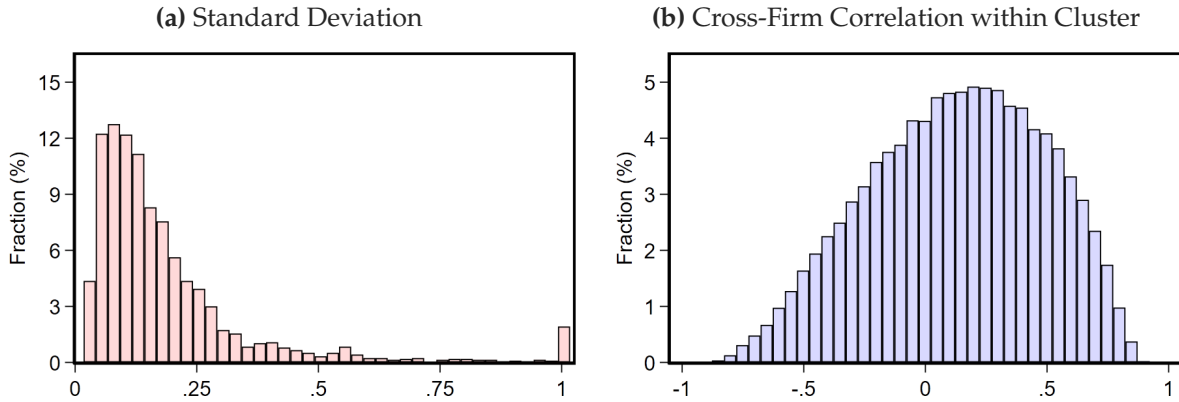 (a) Standard Deviation
(b) Cross-Firm Correlation within Cluster
Fraction (%)
15
12
9
6
3
0
0 .25 .5 .75 1
Fraction (%)
5
4
3
2
1
0
-1 -.5 0 .5 1